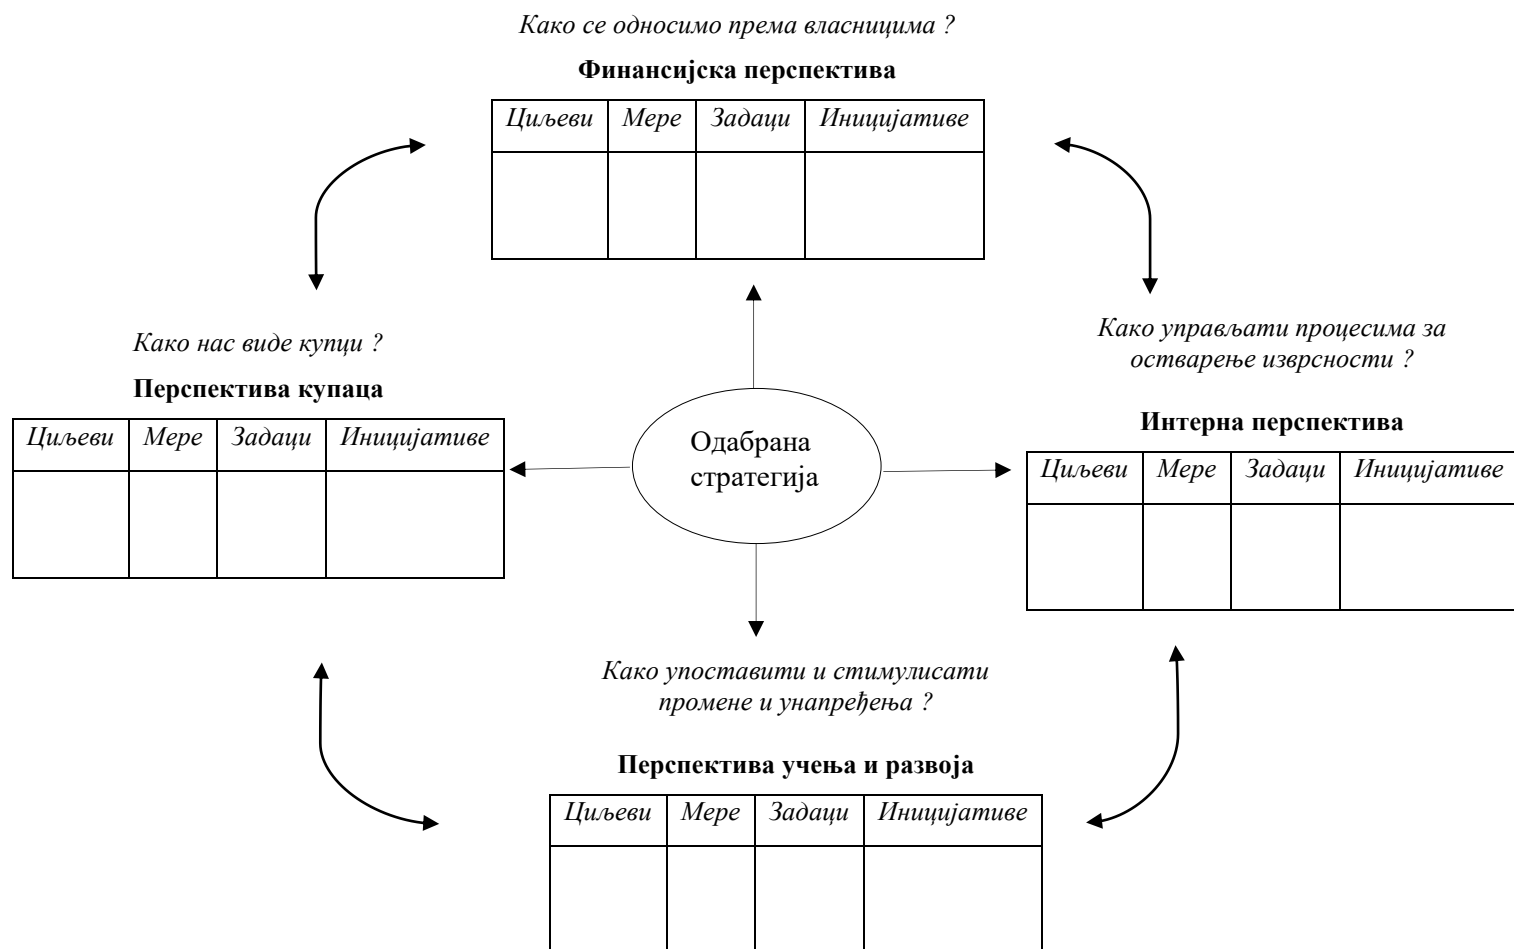 Како се односимо према власницима ?
Финансијска перспектива
Циљеви Мере Задаци Иницијативе
Како нас виде купци ?
Перспектива купаца
Циљеви Мере Задаци Иницијативе
Одабрана
стратегија
Како управљати процесима за
остварење изврсности ?
Интерна перспектива
Циљеви Мере Задаци Иницијативе
Како упоставити и стимулисати
промене и унапређења ?
Перспектива учења и развоја
Циљеви Мере Задаци Иницијативе